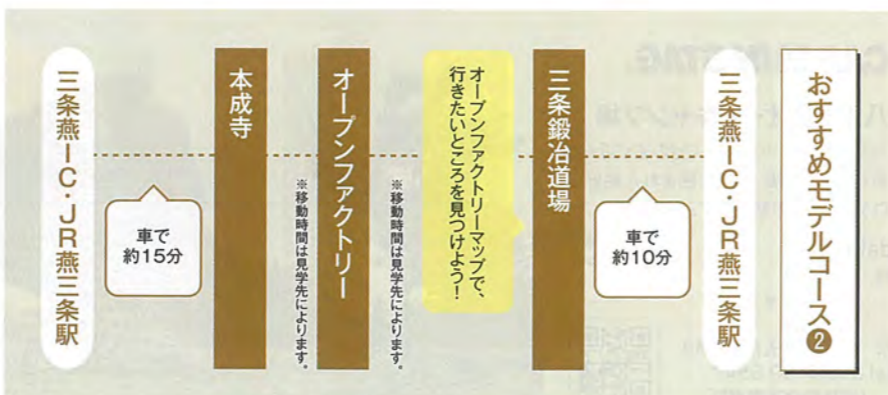 おすすめモデルコース❷
三条燕IC・JR燕三条駅
車で
約10分
三条鍛冶道場
オープンファクトリーマップで、
行きたいところを見つけよう!
※移動時間は見学先によります。
オープンファクトリー
※移動時間は見学先によります。
本成寺
車で
約15分
三条燕IC・JR燕三条駅